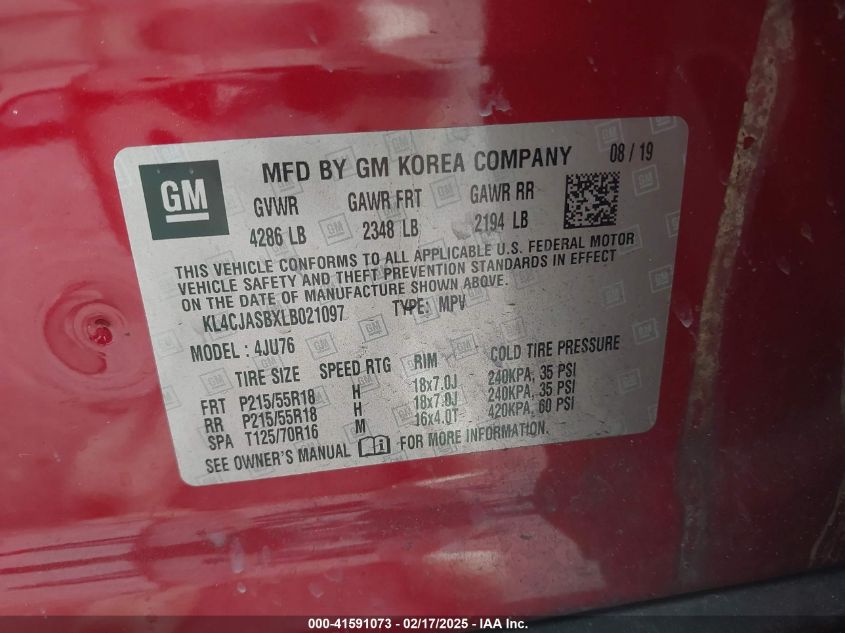 GM
MFD BY GM KOREA COMPANY 08 / 19
GVWR GAWR FRT GAWR RR
4286 LB 2348 LB 2194 LB
THIS VEHICLE CONFORMS TO ALL APPLICABLE U.S. FEDERAL MOTOR
VEHICLE SAFETY AND THEFT PREVENTION STANDARDS IN EFFECT
ON THE DATE OF MANUFACTURE SHOWN ABOVE.
KL4CJASBXLB021097 TYPE: MPV
MODEL : 4JU76
TIRE SIZE SPEED RTG RIM COLD TIRE PRESSURE
FRT P215/55R18 H 18x7.0J 240KPA, 35 PSI
RR P215/55R18 H 18x7.0J 240KPA, 35 PSI
SPA T125/70R16 M 16x4.0T 420KPA, 60 PSI
SEE OWNER'S MANUAL FOR MORE INFORMATION.
000-41591073 - 02/17/2025 - IAA Inc.